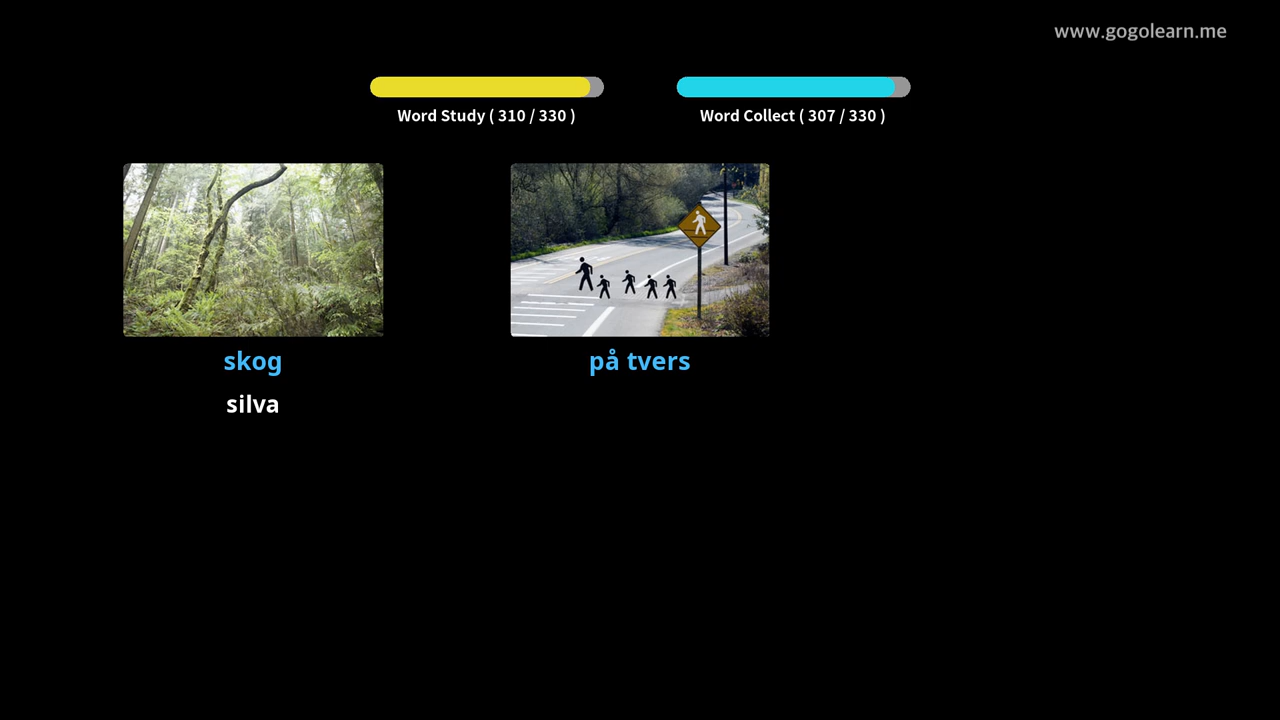 www.gogolearn.me
Word Study ( 310 / 330 )
Word Collect ( 307 / 330 )
skog
på tvers
silva